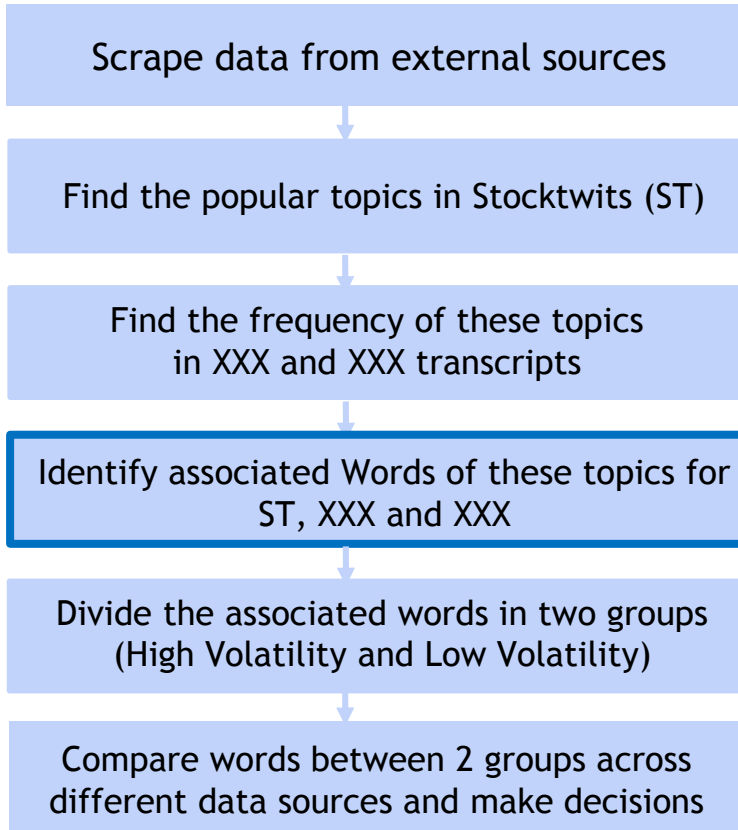 Scrape data from external sources
Find the popular topics in Stocktwits (ST)
Find the frequency of these topics
in XXX and XXX transcripts
Identify associated Words of these topics for
ST, XXX and XXX
Divide the associated words in two groups
(High Volatility and Low Volatility)
Compare words between 2 groups across
different data sources and make decisions